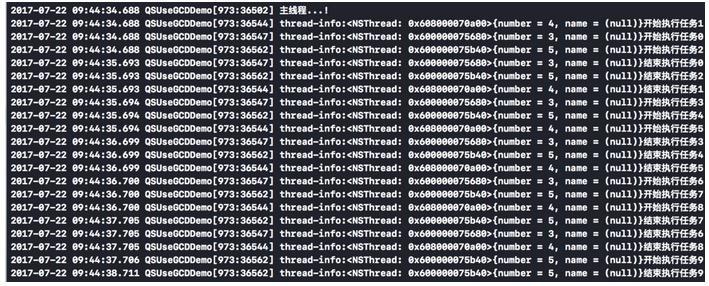 2017-07-22 09:44:34.688 QSUseGCDDemo[973:36502] 主线程...!
2017-07-22 09:44:34.688 QSUseGCDDemo[973:36544] thread-info:<NSThread: 0x608000070a00>{number = 4, name = (null)}开始执行任务1
2017-07-22 09:44:34.688 QSUseGCDDemo[973:36547] thread-info:<NSThread: 0x600000075680>{number = 3, name = (null)}开始执行任务0
2017-07-22 09:44:34.688 QSUseGCDDemo[973:36562] thread-info:<NSThread: 0x600000075b40>{number = 5, name = (null)}开始执行任务2
2017-07-22 09:44:35.693 QSUseGCDDemo[973:36547] thread-info:<NSThread: 0x600000075680>{number = 3, name = (null)}结束执行任务0
2017-07-22 09:44:35.693 QSUseGCDDemo[973:36562] thread-info:<NSThread: 0x600000075b40>{number = 5, name = (null)}结束执行任务2
2017-07-22 09:44:35.693 QSUseGCDDemo[973:36544] thread-info:<NSThread: 0x608000070a00>{number = 4, name = (null)}结束执行任务1
2017-07-22 09:44:35.694 QSUseGCDDemo[973:36547] thread-info:<NSThread: 0x600000075680>{number = 3, name = (null)}开始执行任务3
2017-07-22 09:44:35.694 QSUseGCDDemo[973:36562] thread-info:<NSThread: 0x600000075b40>{number = 5, name = (null)}开始执行任务4
2017-07-22 09:44:35.694 QSUseGCDDemo[973:36544] thread-info:<NSThread: 0x608000070a00>{number = 4, name = (null)}开始执行任务5
2017-07-22 09:44:36.699 QSUseGCDDemo[973:36547] thread-info:<NSThread: 0x600000075680>{number = 3, name = (null)}结束执行任务3
2017-07-22 09:44:36.699 QSUseGCDDemo[973:36562] thread-info:<NSThread: 0x600000075b40>{number = 5, name = (null)}结束执行任务4
2017-07-22 09:44:36.699 QSUseGCDDemo[973:36544] thread-info:<NSThread: 0x608000070a00>{number = 4, name = (null)}结束执行任务5
2017-07-22 09:44:36.700 QSUseGCDDemo[973:36547] thread-info:<NSThread: 0x600000075680>{number = 3, name = (null)}开始执行任务6
2017-07-22 09:44:36.700 QSUseGCDDemo[973:36562] thread-info:<NSThread: 0x600000075b40>{number = 5, name = (null)}开始执行任务7
2017-07-22 09:44:36.700 QSUseGCDDemo[973:36544] thread-info:<NSThread: 0x608000070a00>{number = 4, name = (null)}开始执行任务8
2017-07-22 09:44:37.705 QSUseGCDDemo[973:36562] thread-info:<NSThread: 0x600000075b40>{number = 5, name = (null)}结束执行任务7
2017-07-22 09:44:37.705 QSUseGCDDemo[973:36547] thread-info:<NSThread: 0x600000075680>{number = 3, name = (null)}结束执行任务6
2017-07-22 09:44:37.705 QSUseGCDDemo[973:36544] thread-info:<NSThread: 0x608000070a00>{number = 4, name = (null)}结束执行任务8
2017-07-22 09:44:37.706 QSUseGCDDemo[973:36562] thread-info:<NSThread: 0x600000075b40>{number = 5, name = (null)}开始执行任务9
2017-07-22 09:44:38.711 QSUseGCDDemo[973:36562] thread-info:<NSThread: 0x600000075b40>{number = 5, name = (null)}结束执行任务9